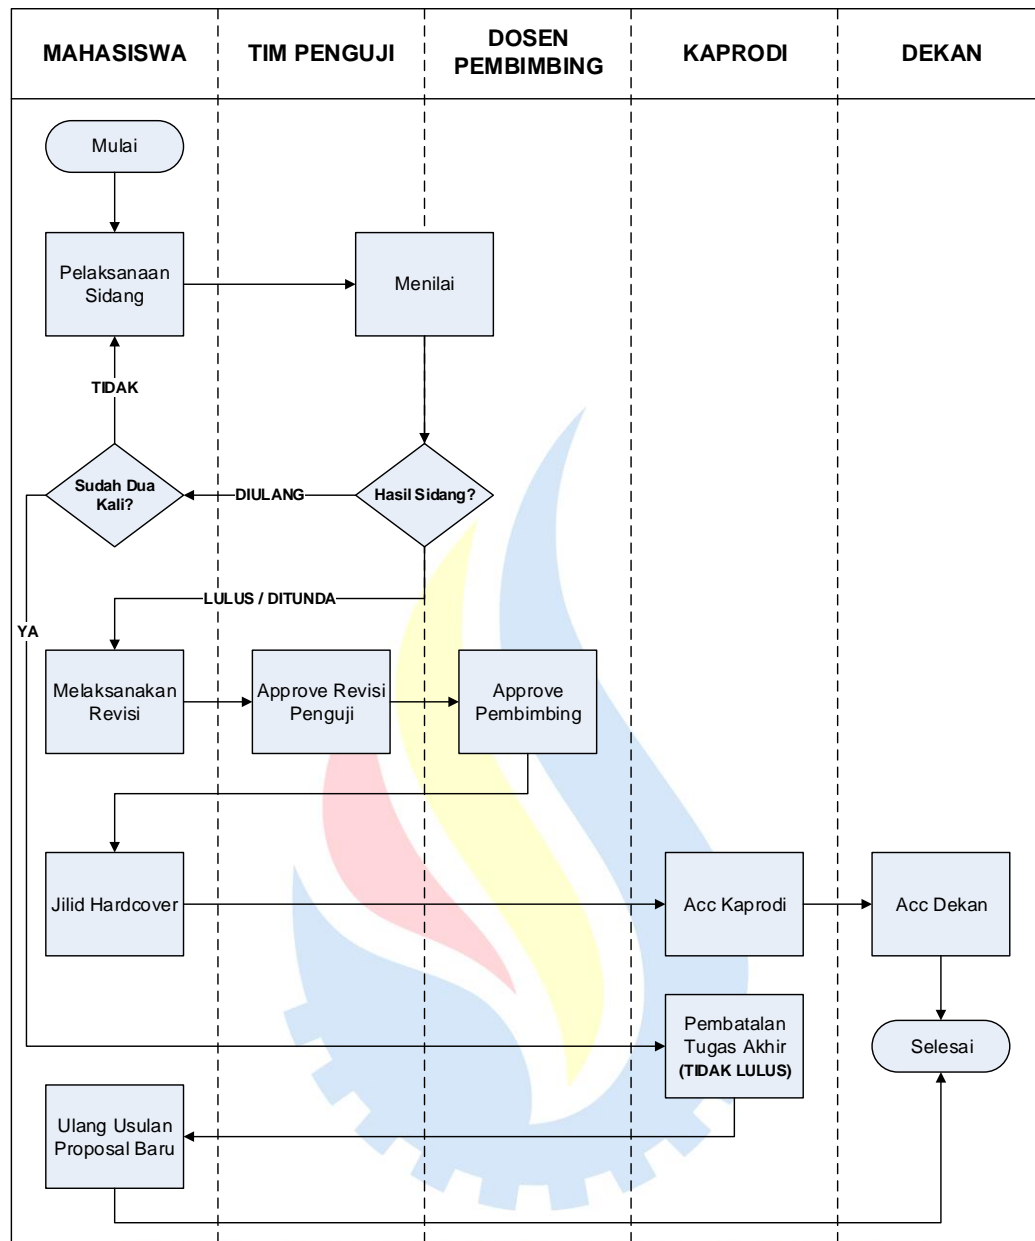 MAHASISWA
TIM PENGUJI
DOSEN
PEMBIMBING
KAPRODI
DEKAN
Mulai
Pelaksanaan
Sidang
Menilai
TIDAK
Sudah Dua
Kali?
DIULANG
Hasil Sidang?
LULUS / DITUNDA
YA
Melaksanakan
Revisi
Approve Revisi
Penguji
Approve
Pembimbing
Jilid Hardcover
Acc Kaprodi
Acc Dekan
Pembatalan
Tugas Akhir
(TIDAK LULUS)
Selesai
Ulang Usulan
Proposal Baru